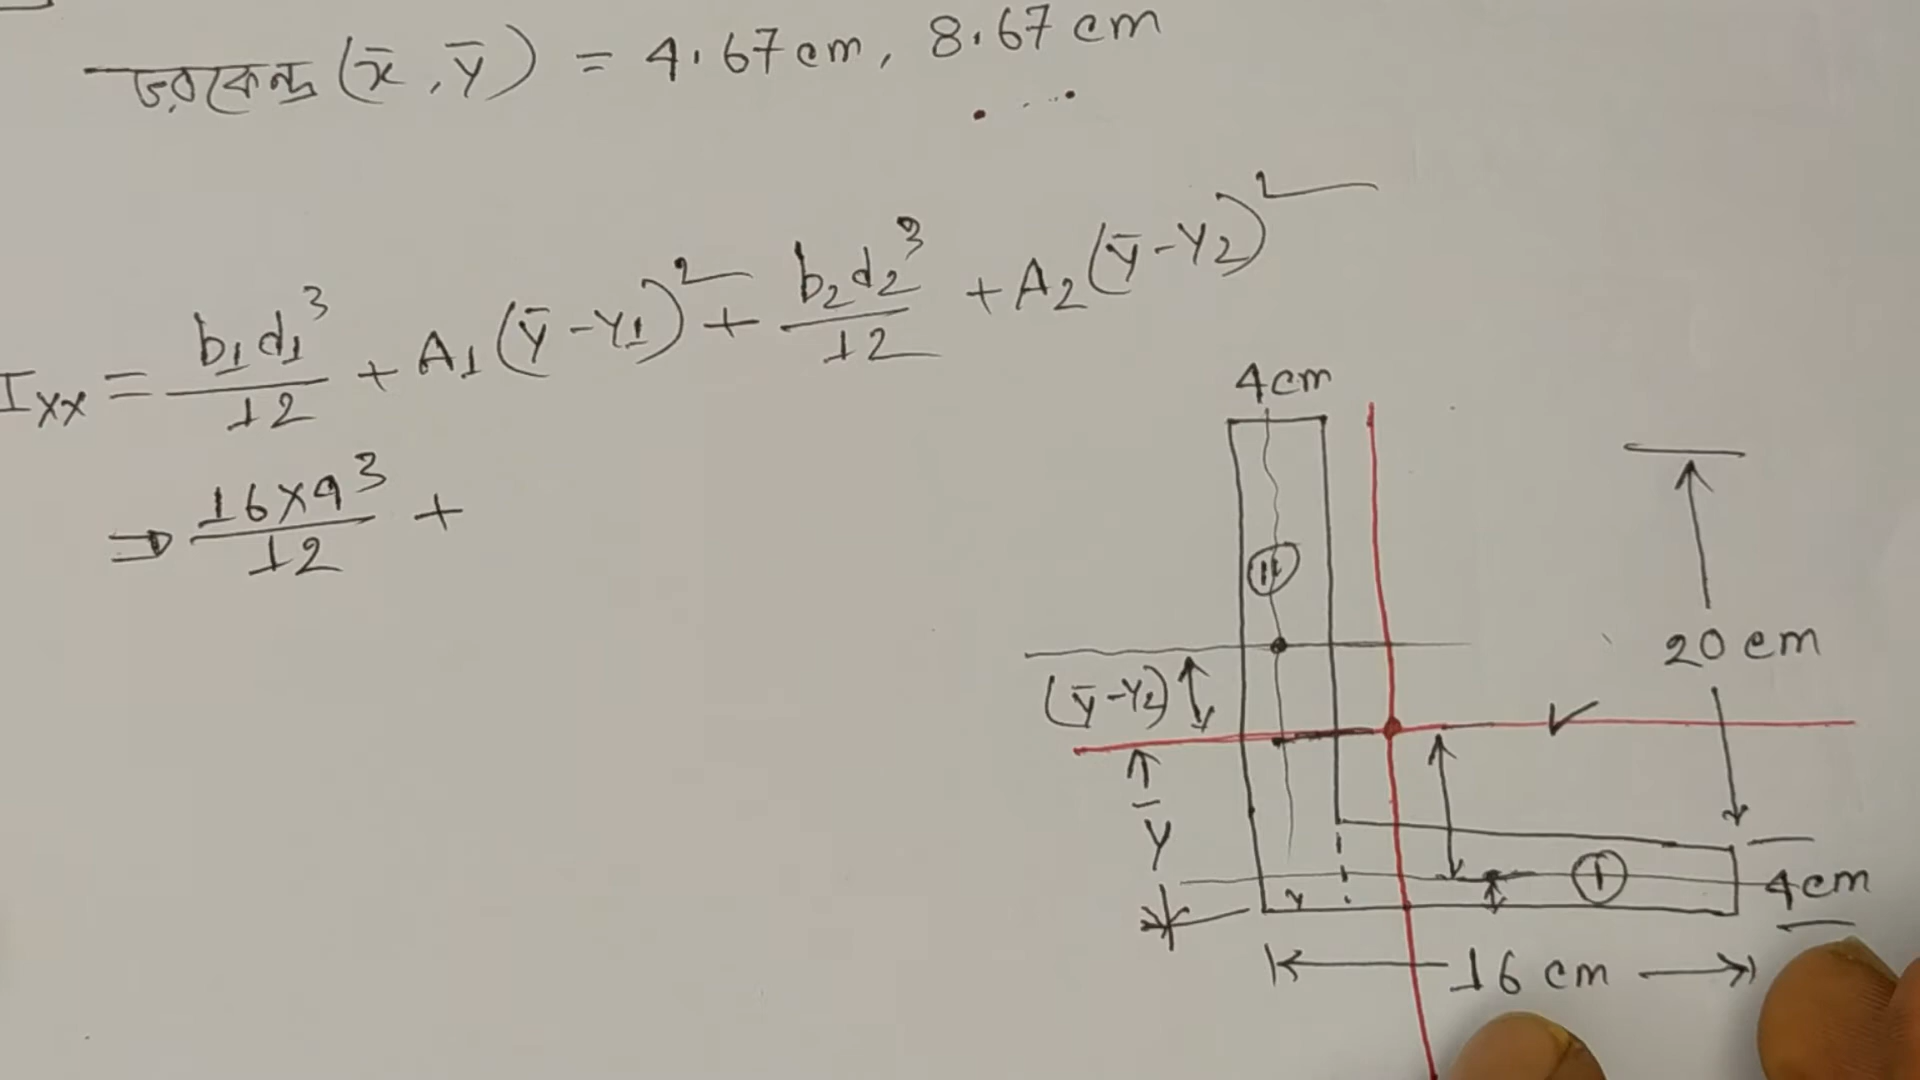 ভরকেন্দ্র (x̄, ȳ) = 4.67 cm, 8.67 cm
Ixx = b₁d₁³/12 + A₁(ȳ-Y₁)² + b₂d₂³/12 + A₂(ȳ-Y₂)²
⇒ 16×4³/12 +
4cm
II
20 cm
(ȳ-Y₂)
ȳ
I
4cm
16 cm